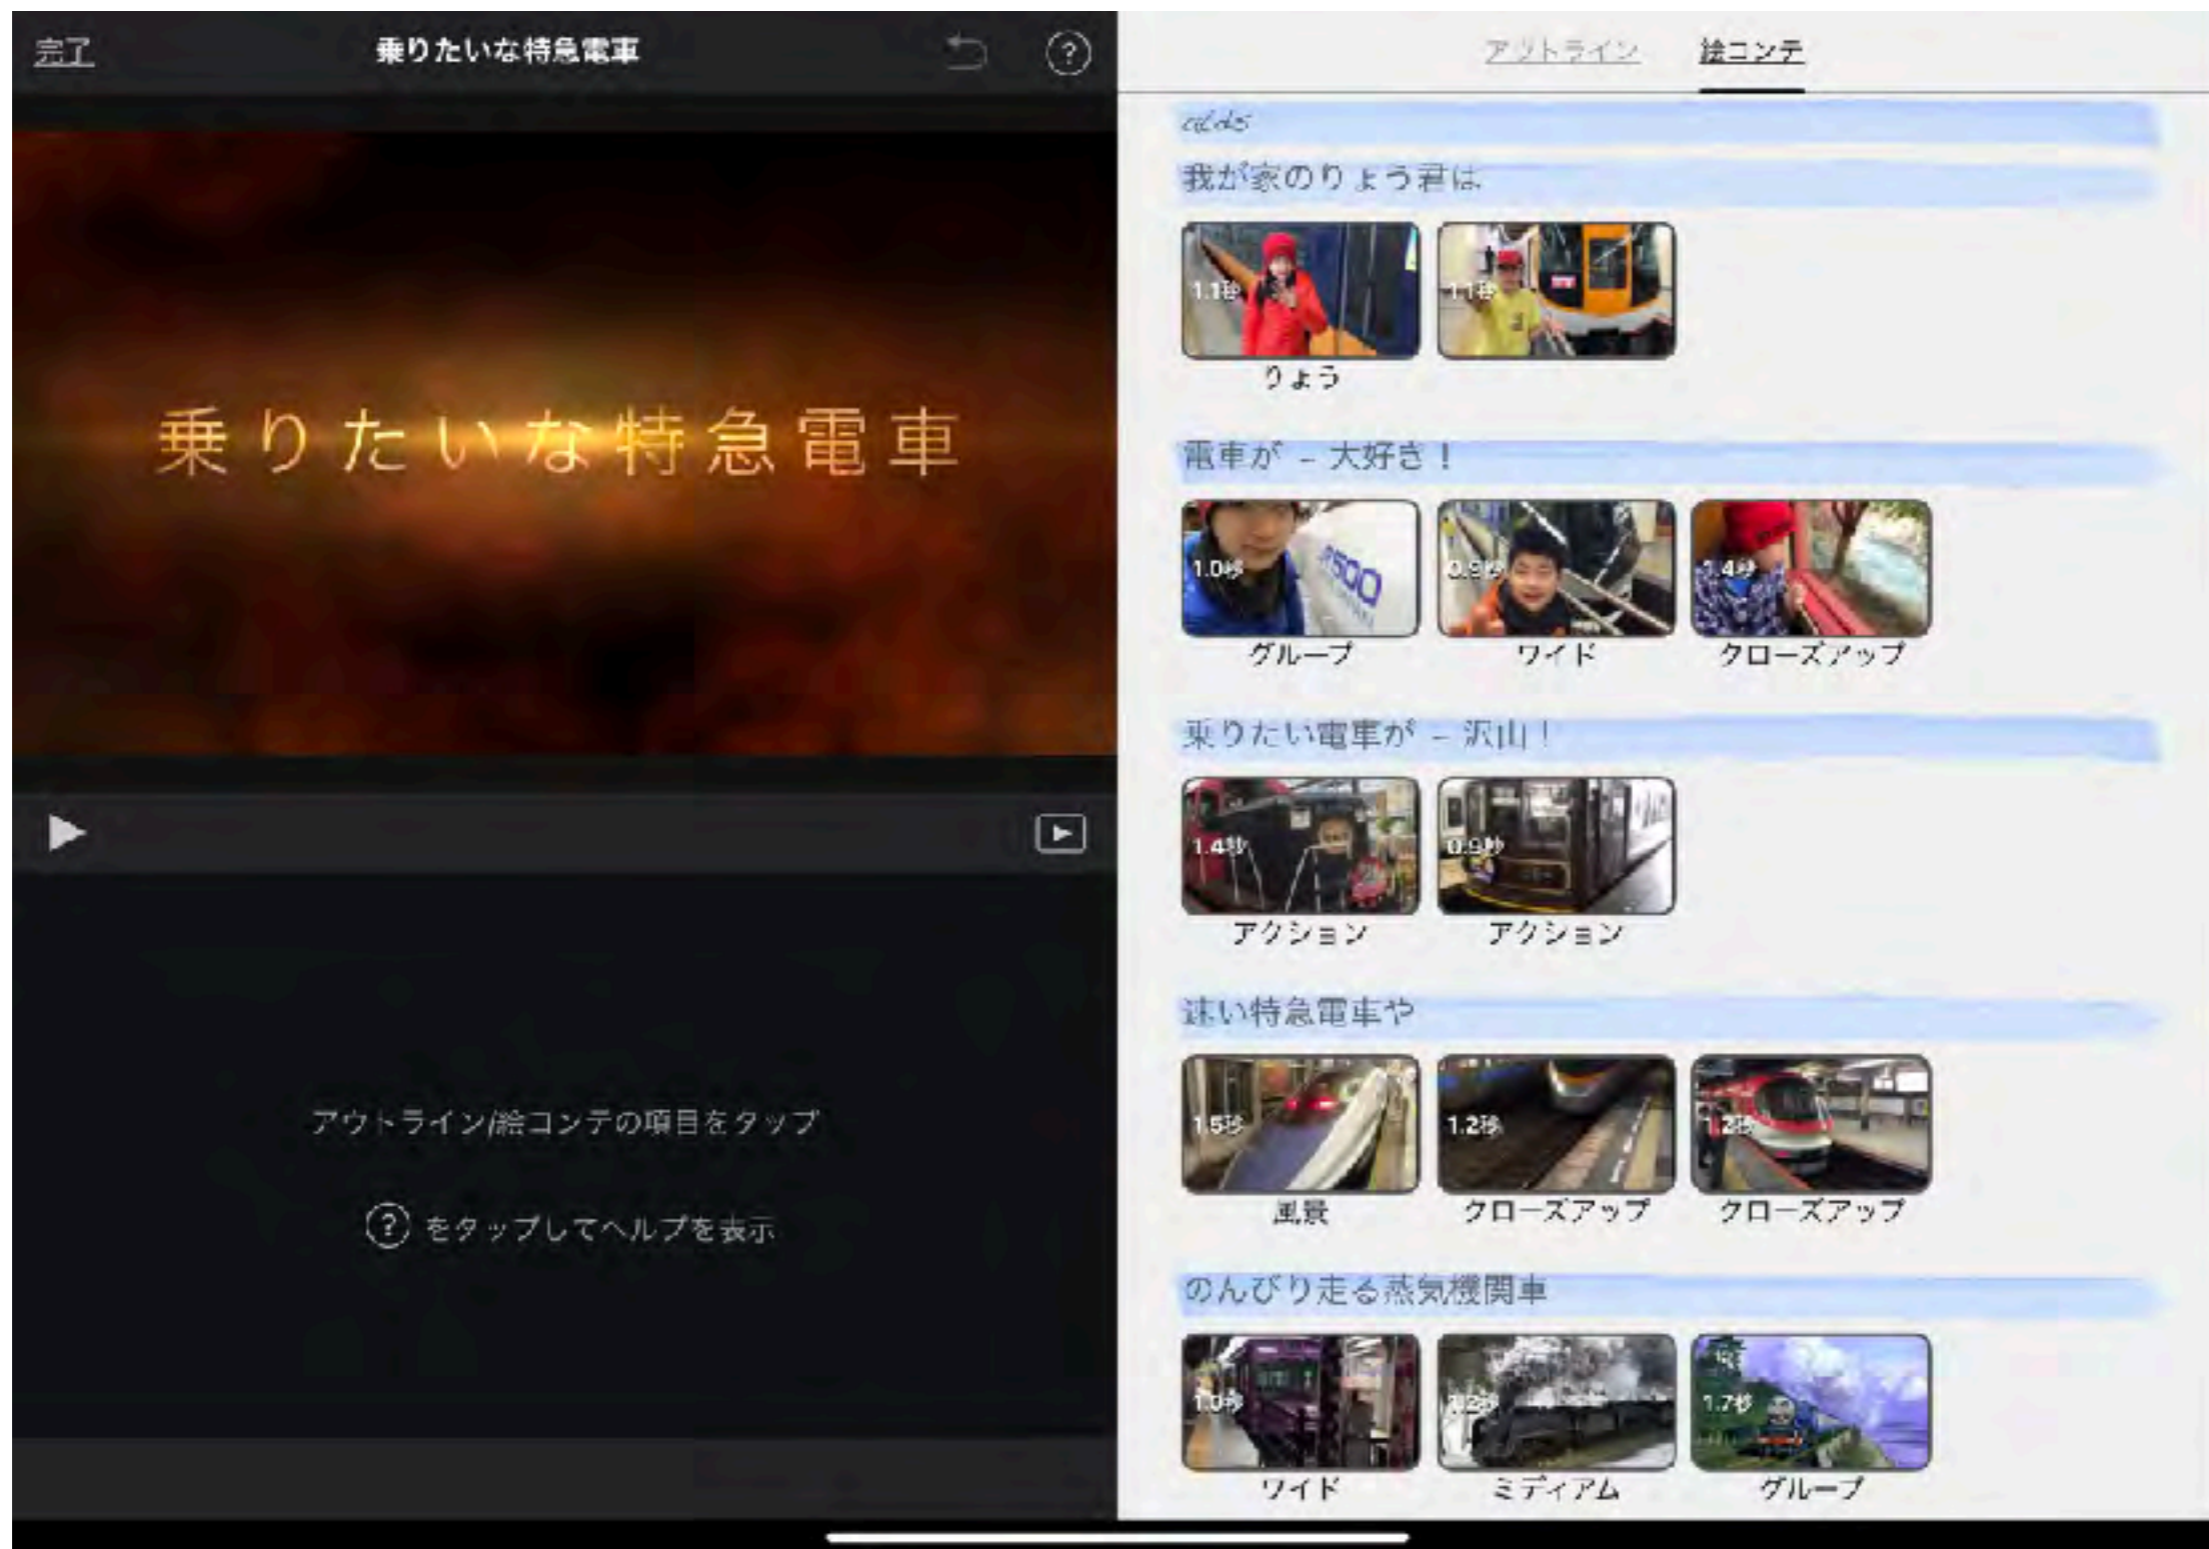 完了
乗りたいな特急電車
?
乗りたいな特急電車
アウトライン/絵コンテの項目をタップ
? をタップしてヘルプを表示
アウトライン 絵コンテ
我が家のりょう君は
1.1秒 1.1秒
りょう
電車が – 大好き！
1.0秒 0.9秒 1.4秒
グループ ワイド クローズアップ
乗りたい電車が – 沢山！
1.4秒 0.9秒
アクション アクション
速い特急電車や
1.5秒 1.2秒 1.2秒
風景 クローズアップ クローズアップ
のんびり走る蒸気機関車
1.0秒 1.2秒 1.7秒
ワイド ミディアム グループ